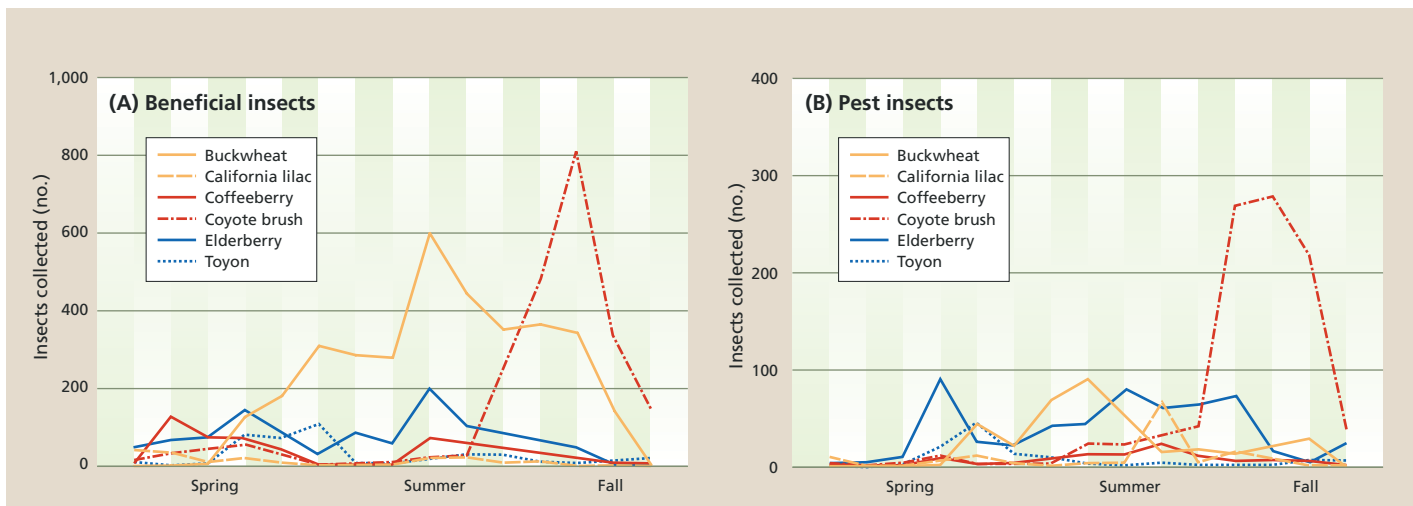 (A) Beneficial insects
1,000
800
600
400
200
0
Insects collected (no.)
Buckwheat
California lilac
Coffeeberry
Coyote brush
Elderberry
Toyon
Spring Summer Fall
(B) Pest insects
400
300
200
100
0
Insects collected (no.)
Buckwheat
California lilac
Coffeeberry
Coyote brush
Elderberry
Toyon
Spring Summer Fall